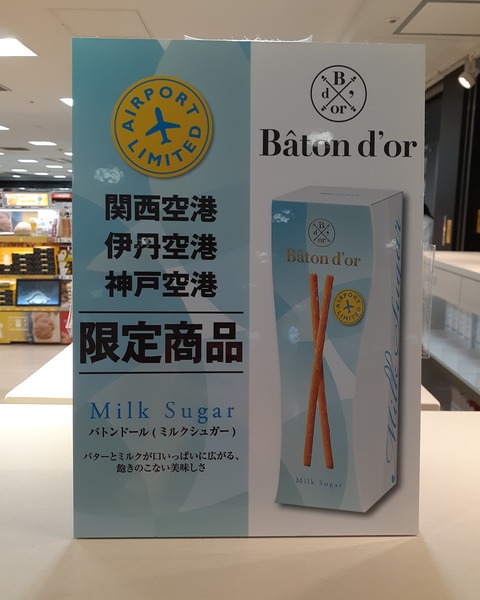 AIRPORT
LIMITED
関西空港
伊丹空港
神戸空港
限定商品
Milk Sugar
バトンドール(ミルクシュガー)
バターとミルクが口いっぱいに広がる、
飽きのこない美味しさ
B
d
or
Bâton d'or
B
d
or
Bâton d'or
AIRPORT
LIMITED
Milk Sugar
Milk Sugar